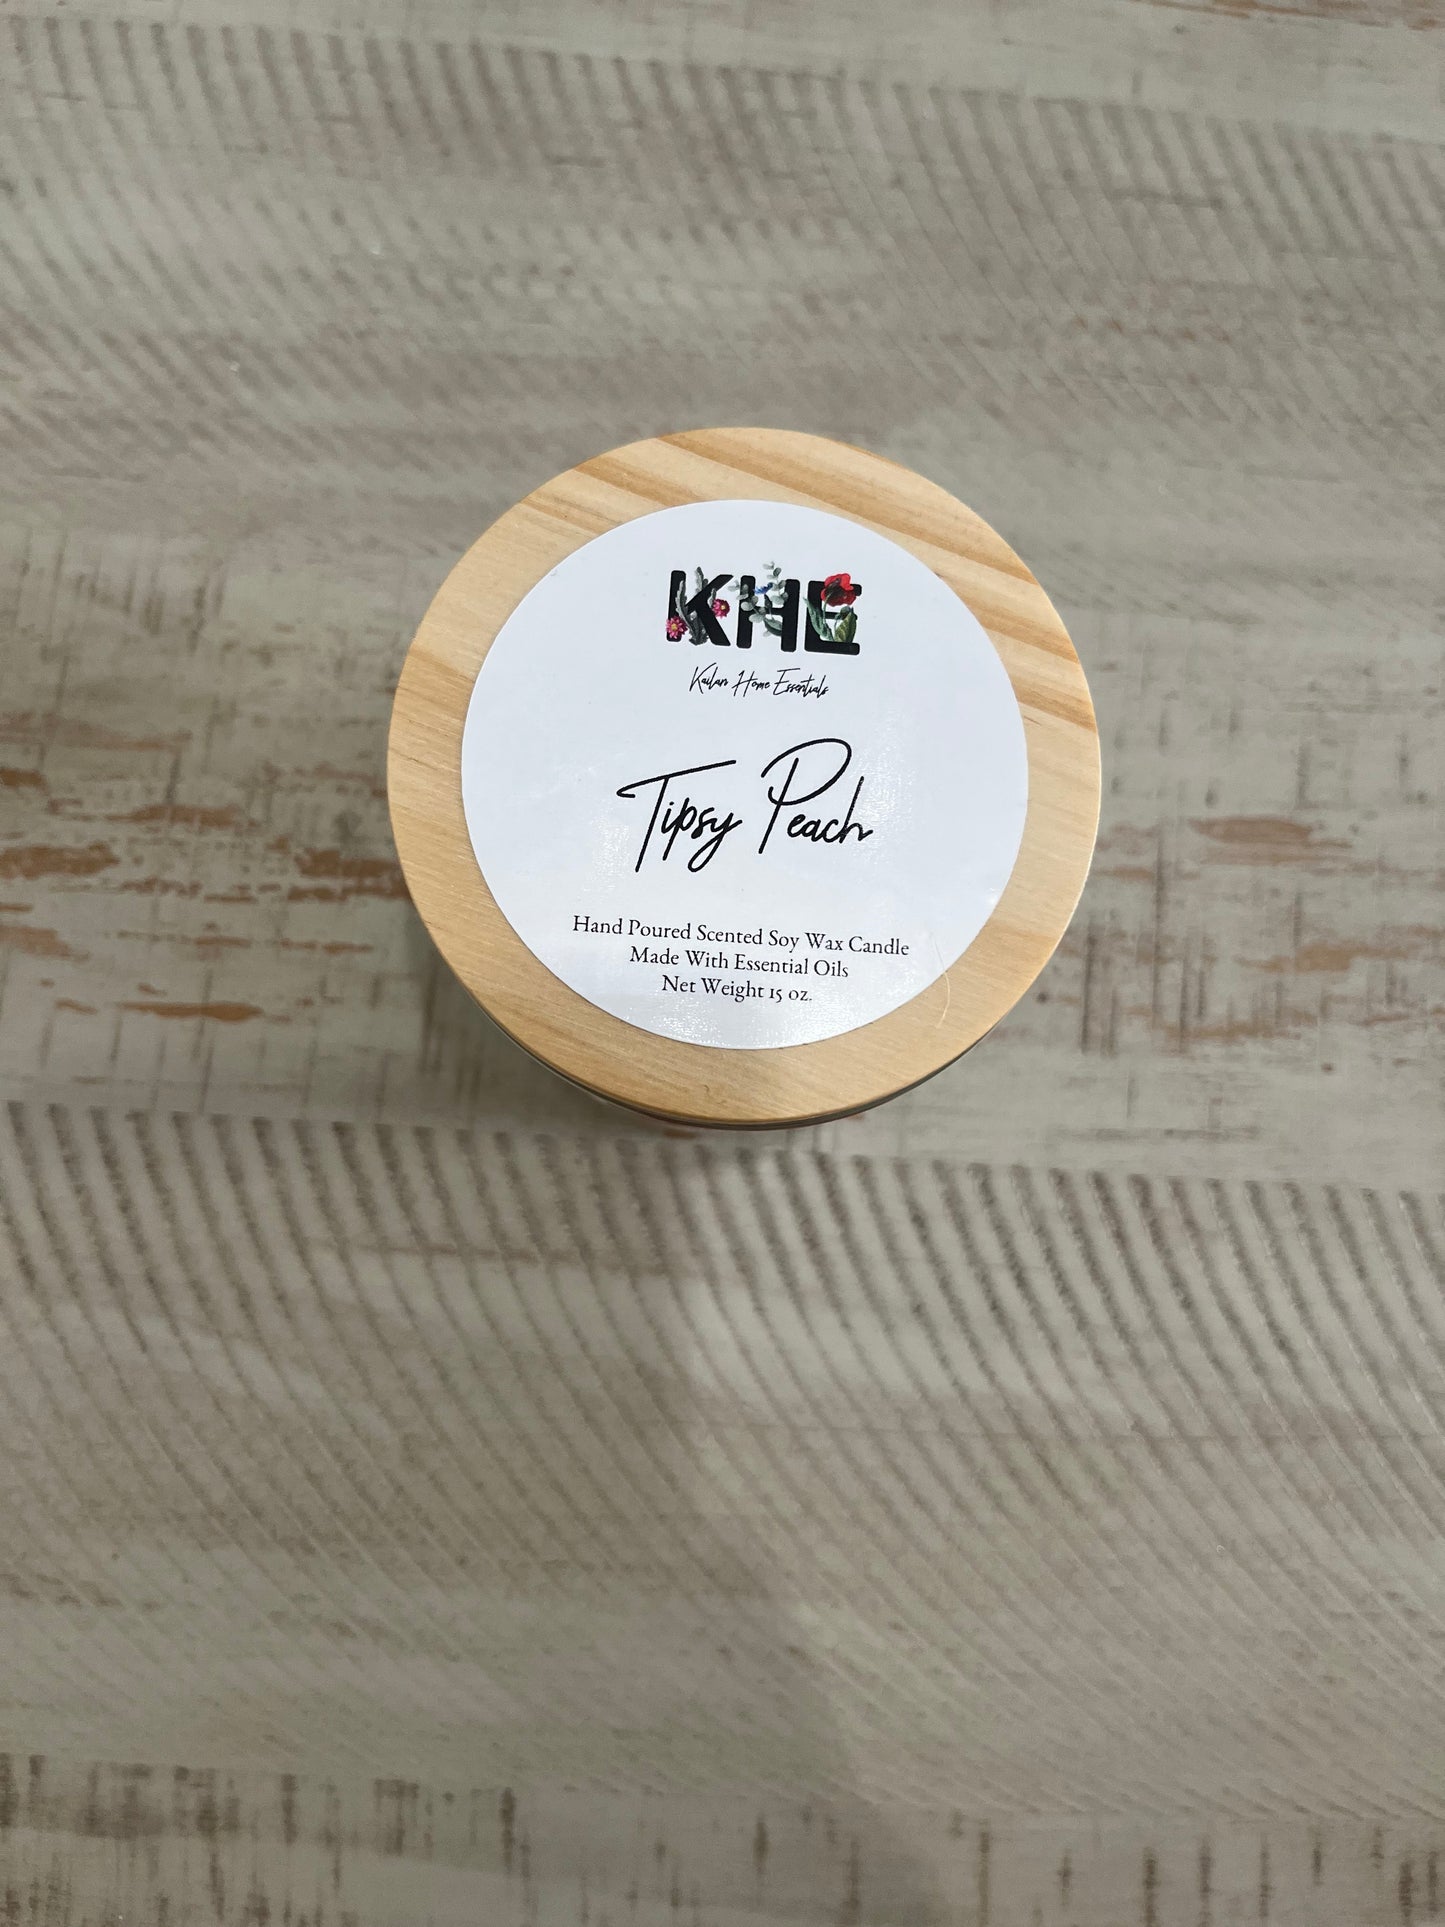 KHE
Kailan Home Essentials
Tipsy Peach
Hand Poured Scented Soy Wax Candle
Made With Essential Oils
Net Weight 15 oz.